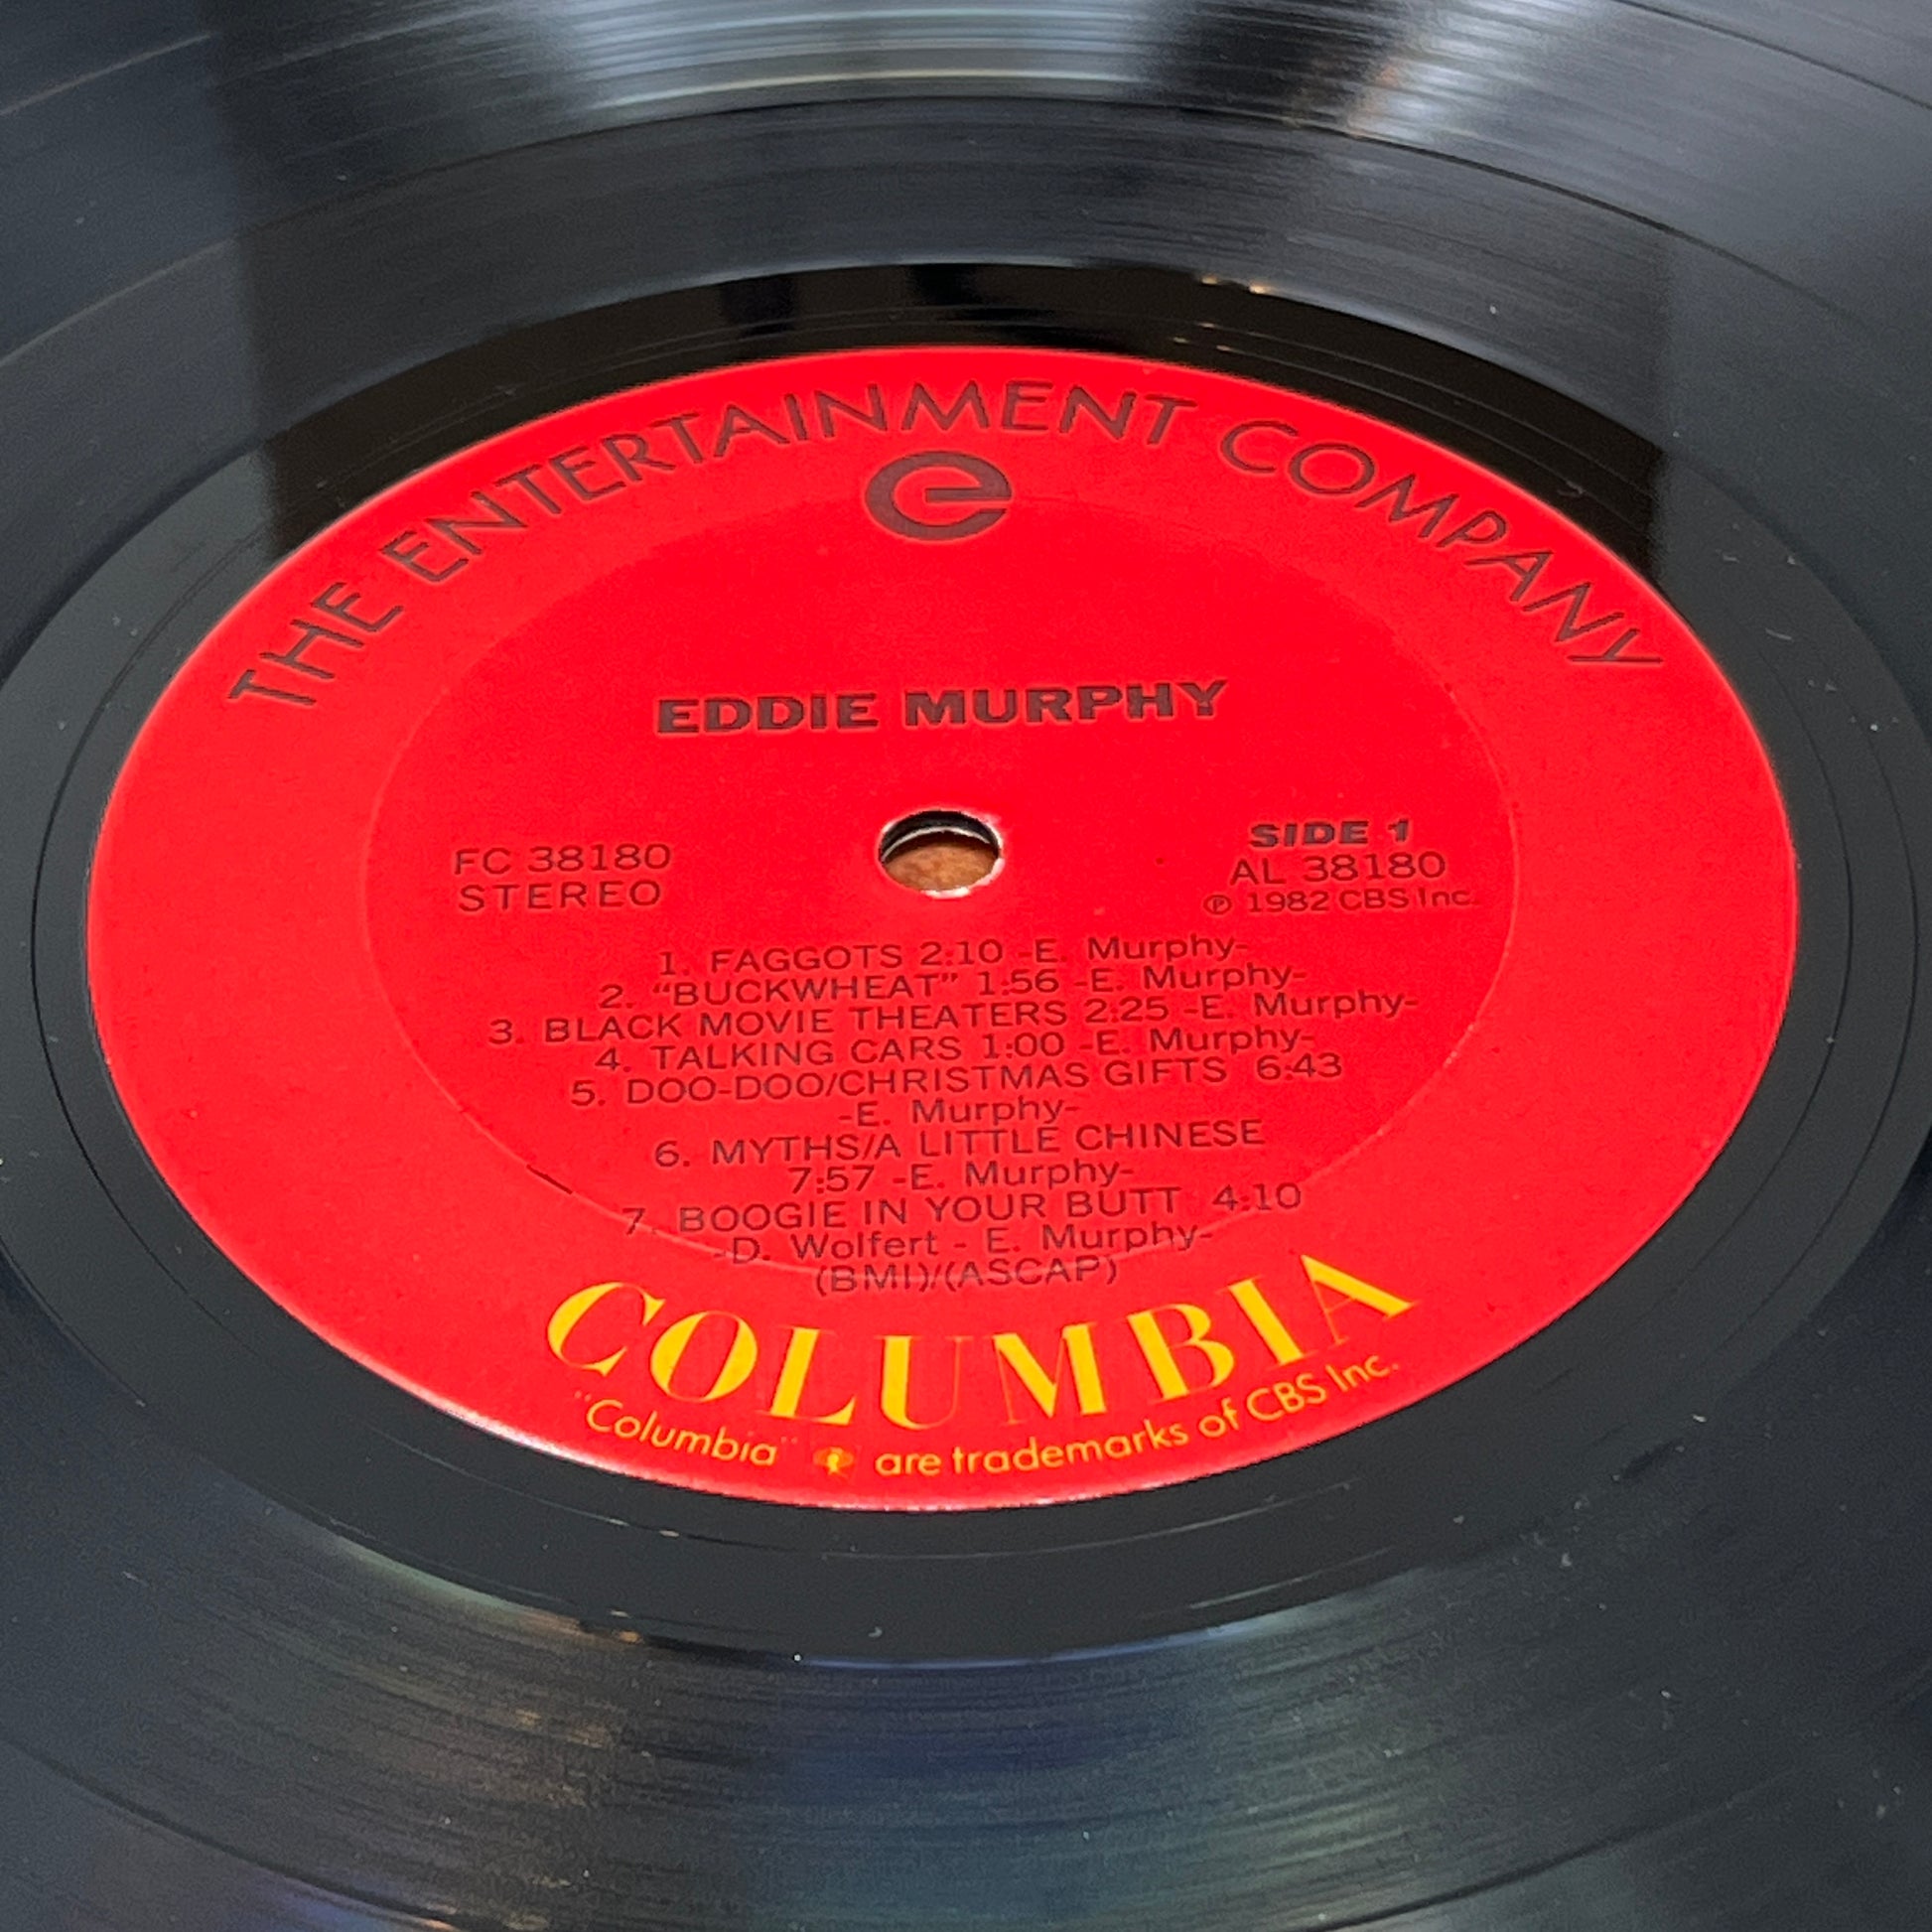 THE ENTERTAINMENT COMPANY
e
EDDIE MURPHY
FC 38180
STEREO
SIDE 1
AL 38180
℗ 1982 CBS Inc.
1. FAGGOTS 2:10 -E. Murphy-
2. “BUCKWHEAT” 1:56 -E. Murphy-
3. BLACK MOVIE THEATERS 2:25 -E. Murphy-
4. TALKING CARS 1:00 -E. Murphy-
5. DOO-DOO/CHRISTMAS GIFTS 6:43
-E. Murphy-
6. MYTHS/A LITTLE CHINESE
7:57 -E. Murphy-
7. BOOGIE IN YOUR BUTT 4:10
-D. Wolfert - E. Murphy-
(BMI)/(ASCAP)
COLUMBIA
"Columbia" are trademarks of CBS Inc.